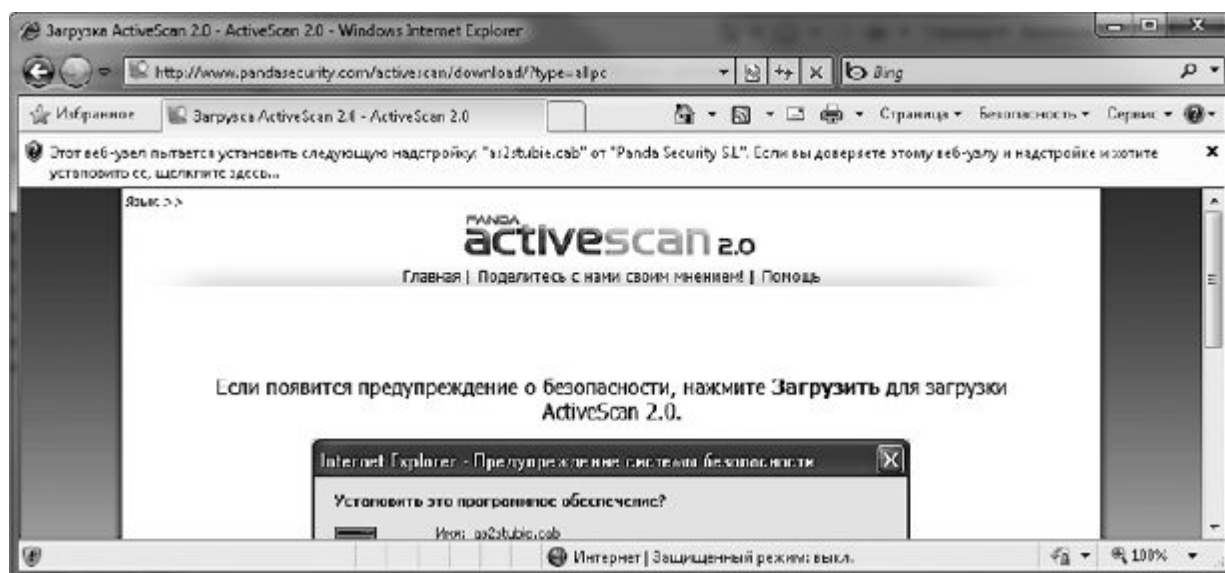 Загрузка ActiveScan 2.0 - ActiveScan 2.0 - Windows Internet Explorer
http://www.pandasecurity.com/activescan/download/?type=allpc
Bing
Избранное
Загрузка ActiveScan 2.0 - ActiveScan 2.0
Страница
Безопасность
Сервис
Этот веб-узел пытается установить следующую надстройку: "as2stubie.cab" от "Panda Security S.L". Если вы доверяете этому веб-узлу и надстройке и хотите
установить ее, щелкните здесь...
Язык >>
PANDA
activescan 2.0
Главная | Поделитесь с нами своим мнением! | Помощь
Если появится предупреждение о безопасности, нажмите Загрузить для загрузки
ActiveScan 2.0.
Internet Explorer - Предупреждение системы безопасности
Установить это программное обеспечение?
Имя: as2stubie.cab
Интернет | Защищенный режим: выкл.
100%